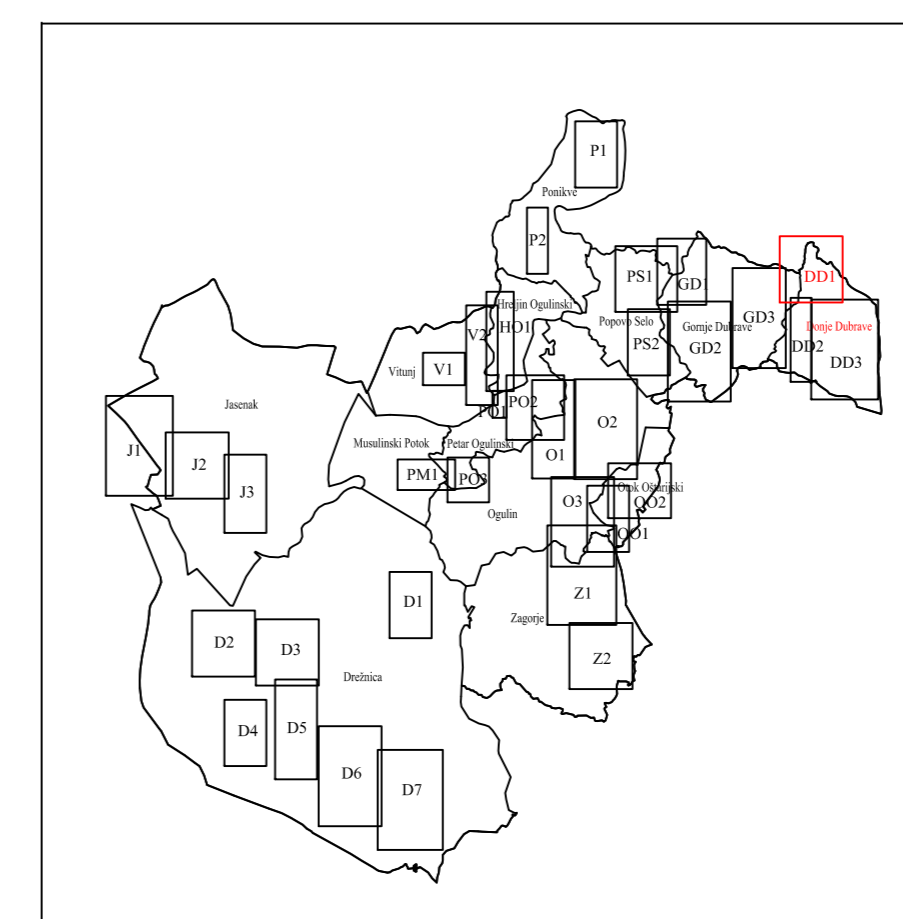 P1
Ponikve
P2
DD1
PS1
GD1
Hreljin Ogulinski
HO1
V2
Popovo Selo
Gornje Dubrave
GD3
Donje Dubrave
PS2
GD2
DD2
DD3
V1
Vitunj
Jasenak
PO1
PO2
O2
Musulinski Potok
Petar Ogulinski
J1
J2
J3
PM1
PO3
O1
Otok Oštarijski
O3
OO2
Ogulin
OO1
D1
Z1
Zagorje
D2
D3
Z2
Drežnica
D4
D5
D6
D7